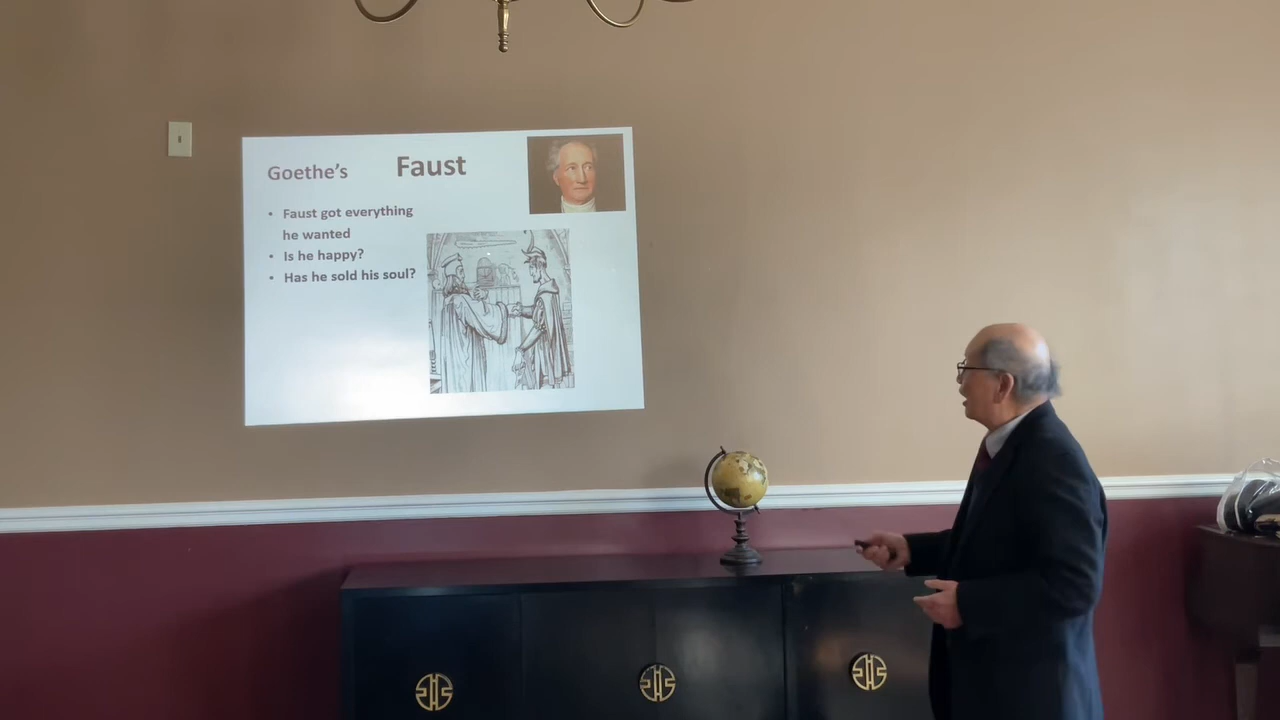 Goethe's Faust
• Faust got everything
he wanted
• Is he happy?
• Has he sold his soul?